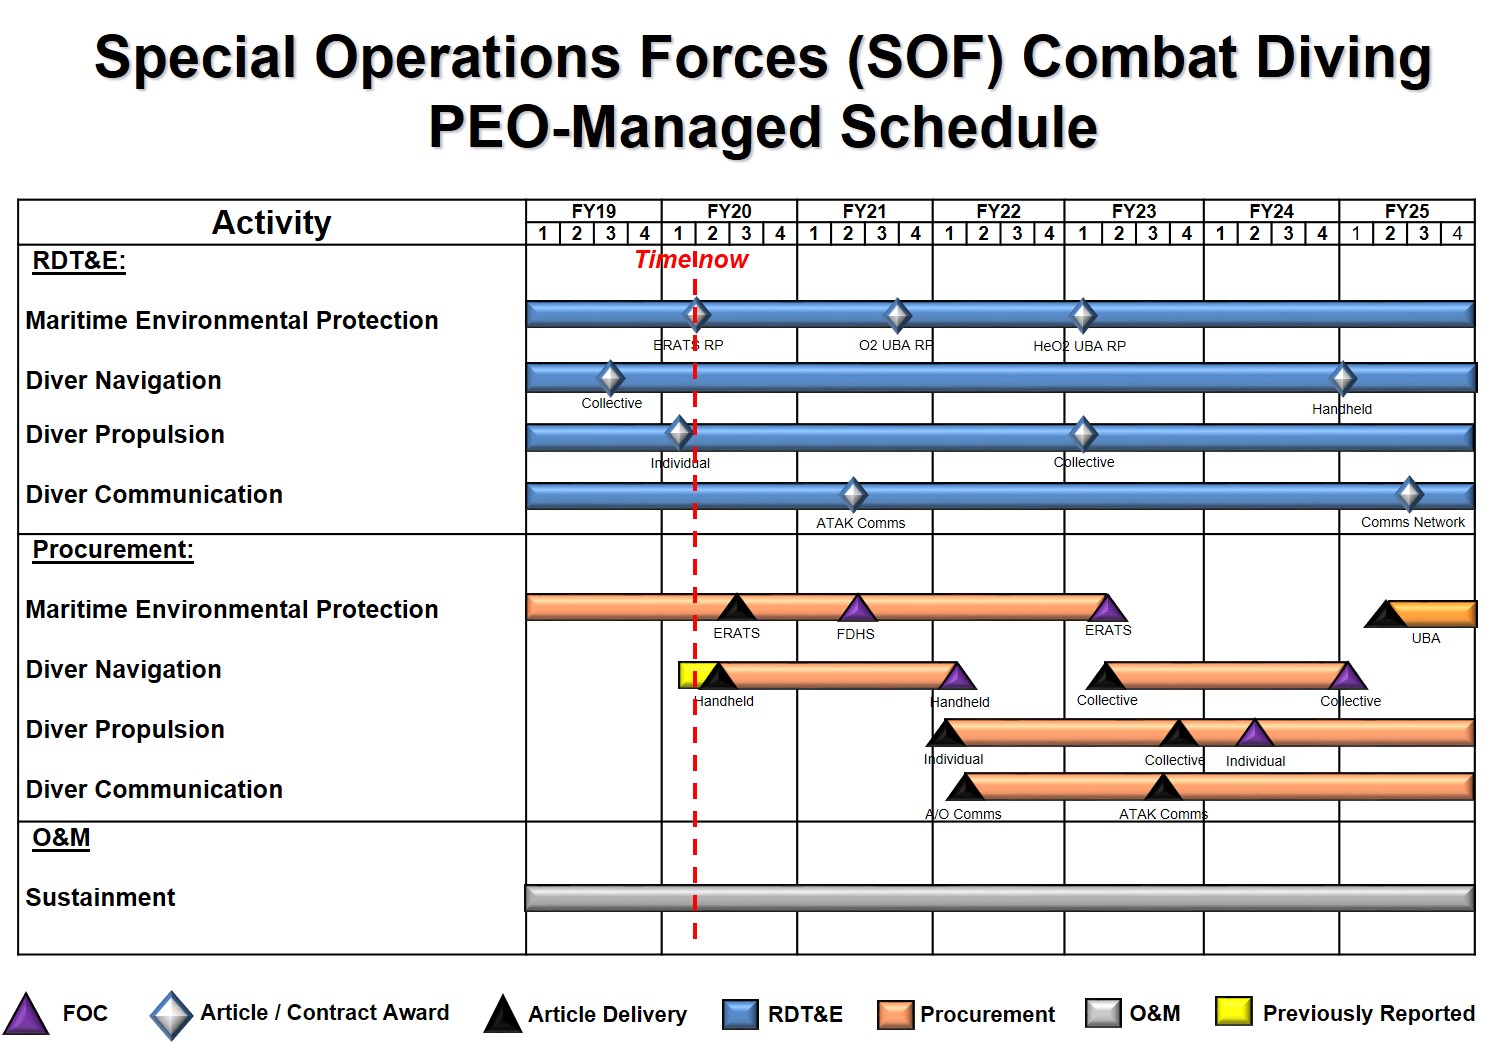 Special Operations Forces (SOF) Combat Diving
PEO-Managed Schedule
Activity
FY19 FY20 FY21 FY22 FY23 FY24 FY25
1 2 3 4 1 2 3 4 1 2 3 4 1 2 3 4 1 2 3 4 1 2 3 4 1 2 3 4
RDT&E:
Time now
Maritime Environmental Protection
ERATS RP O2 UBA RP HeO2 UBA RP
Diver Navigation
Collective Handheld
Diver Propulsion
Individual Collective
Diver Communication
ATAK Comms Comms Network
Procurement:
Maritime Environmental Protection
ERATS FDHS ERATS UBA
Diver Navigation
Handheld Handheld Collective Collective
Diver Propulsion
Individual Collective Individual
Diver Communication
A/O Comms ATAK Comms
O&M
Sustainment
FOC Article / Contract Award Article Delivery RDT&E Procurement O&M Previously Reported